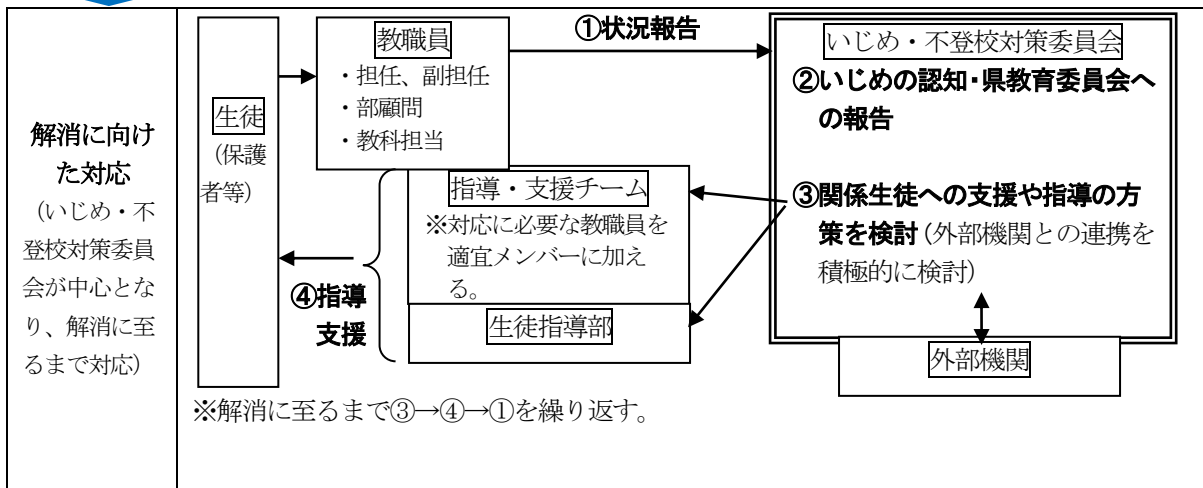 解消に向け
た対応
（いじめ・不
登校対策委員
会が中心とな
り、解消に至
るまで対応）
生徒
（保護
者等）
教職員
・担任、副担任
・部顧問
・教科担当
①状況報告
いじめ・不登校対策委員会
②いじめの認知・県教育委員会へ
の報告
③関係生徒への支援や指導の方
策を検討（外部機関との連携を
積極的に検討）
指導・支援チーム
※対応に必要な教職員を
適宜メンバーに加え
る。
④指導
支援
生徒指導部
外部機関
※解消に至るまで③→④→①を繰り返す。